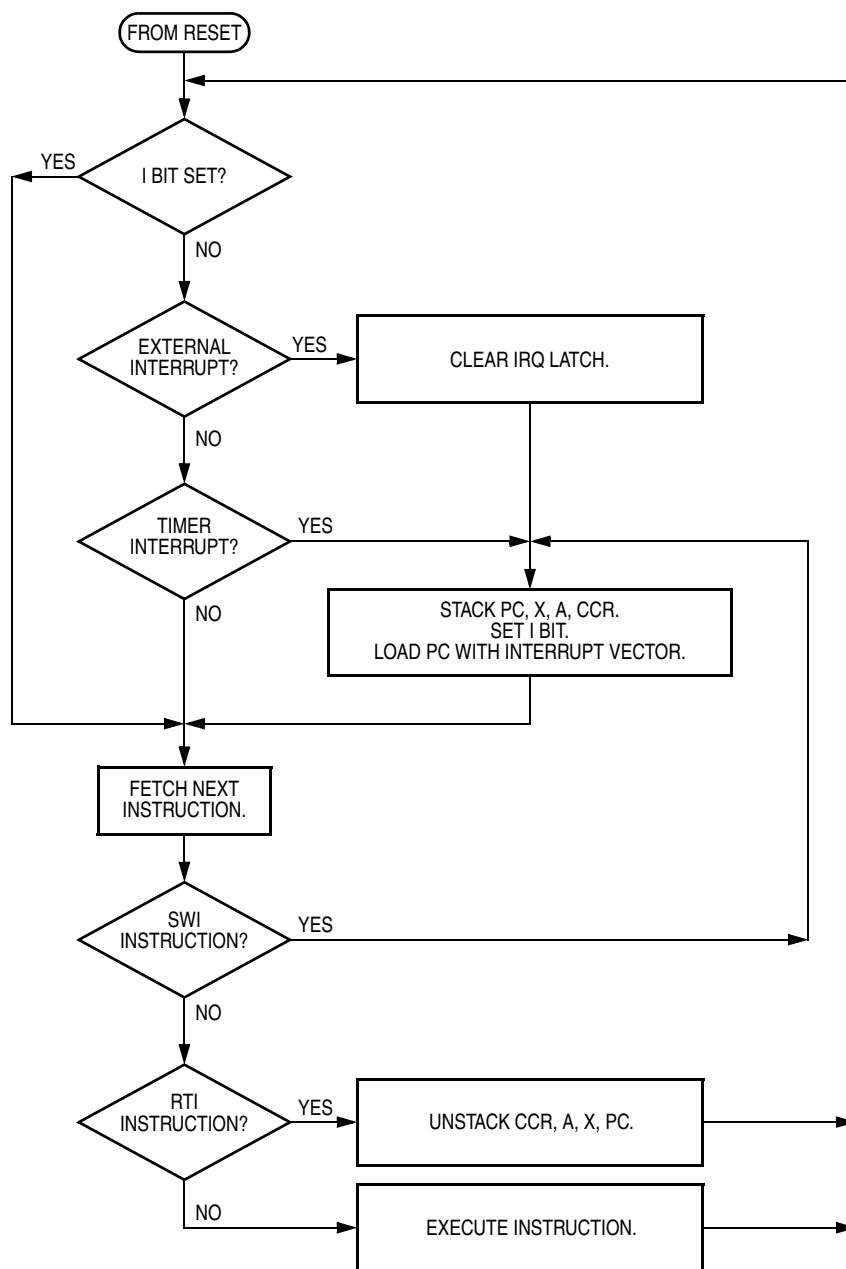 FROM RESET
YES
I BIT SET?
NO
EXTERNAL
INTERRUPT?
YES
CLEAR IRQ LATCH.
NO
TIMER
INTERRUPT?
YES
NO
STACK PC, X, A, CCR.
SET I BIT.
LOAD PC WITH INTERRUPT VECTOR.
FETCH NEXT
INSTRUCTION.
SWI
INSTRUCTION?
YES
NO
RTI
INSTRUCTION?
YES
UNSTACK CCR, A, X, PC.
NO
EXECUTE INSTRUCTION.